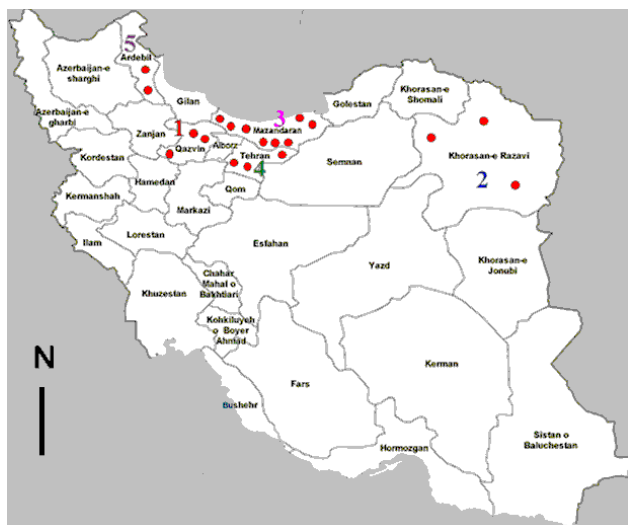 5
Ardebil
Azerbaijan-e
sharghi
Khorasan-e
Shomali
Gilan
Golestan
Azerbaijan-e
gharbi
3
1
Mazandaran
Zanjan
Qazvin
Alborz
Tehran
Khorasan-e Razavi
Kordestan
4
Semnan
2
Hamedan
Qom
Kermanshah
Markazi
Lorestan
Ilam
Esfahan
Khorasan-e
Jonubi
Yazd
Chahar
Mahal o
Bakhtiari
Khuzestan
Kohkiluyeh
o Boyer
Ahmad
N
Kerman
Fars
Bushehr
Sistan o
Baluchestan
Hormozgan